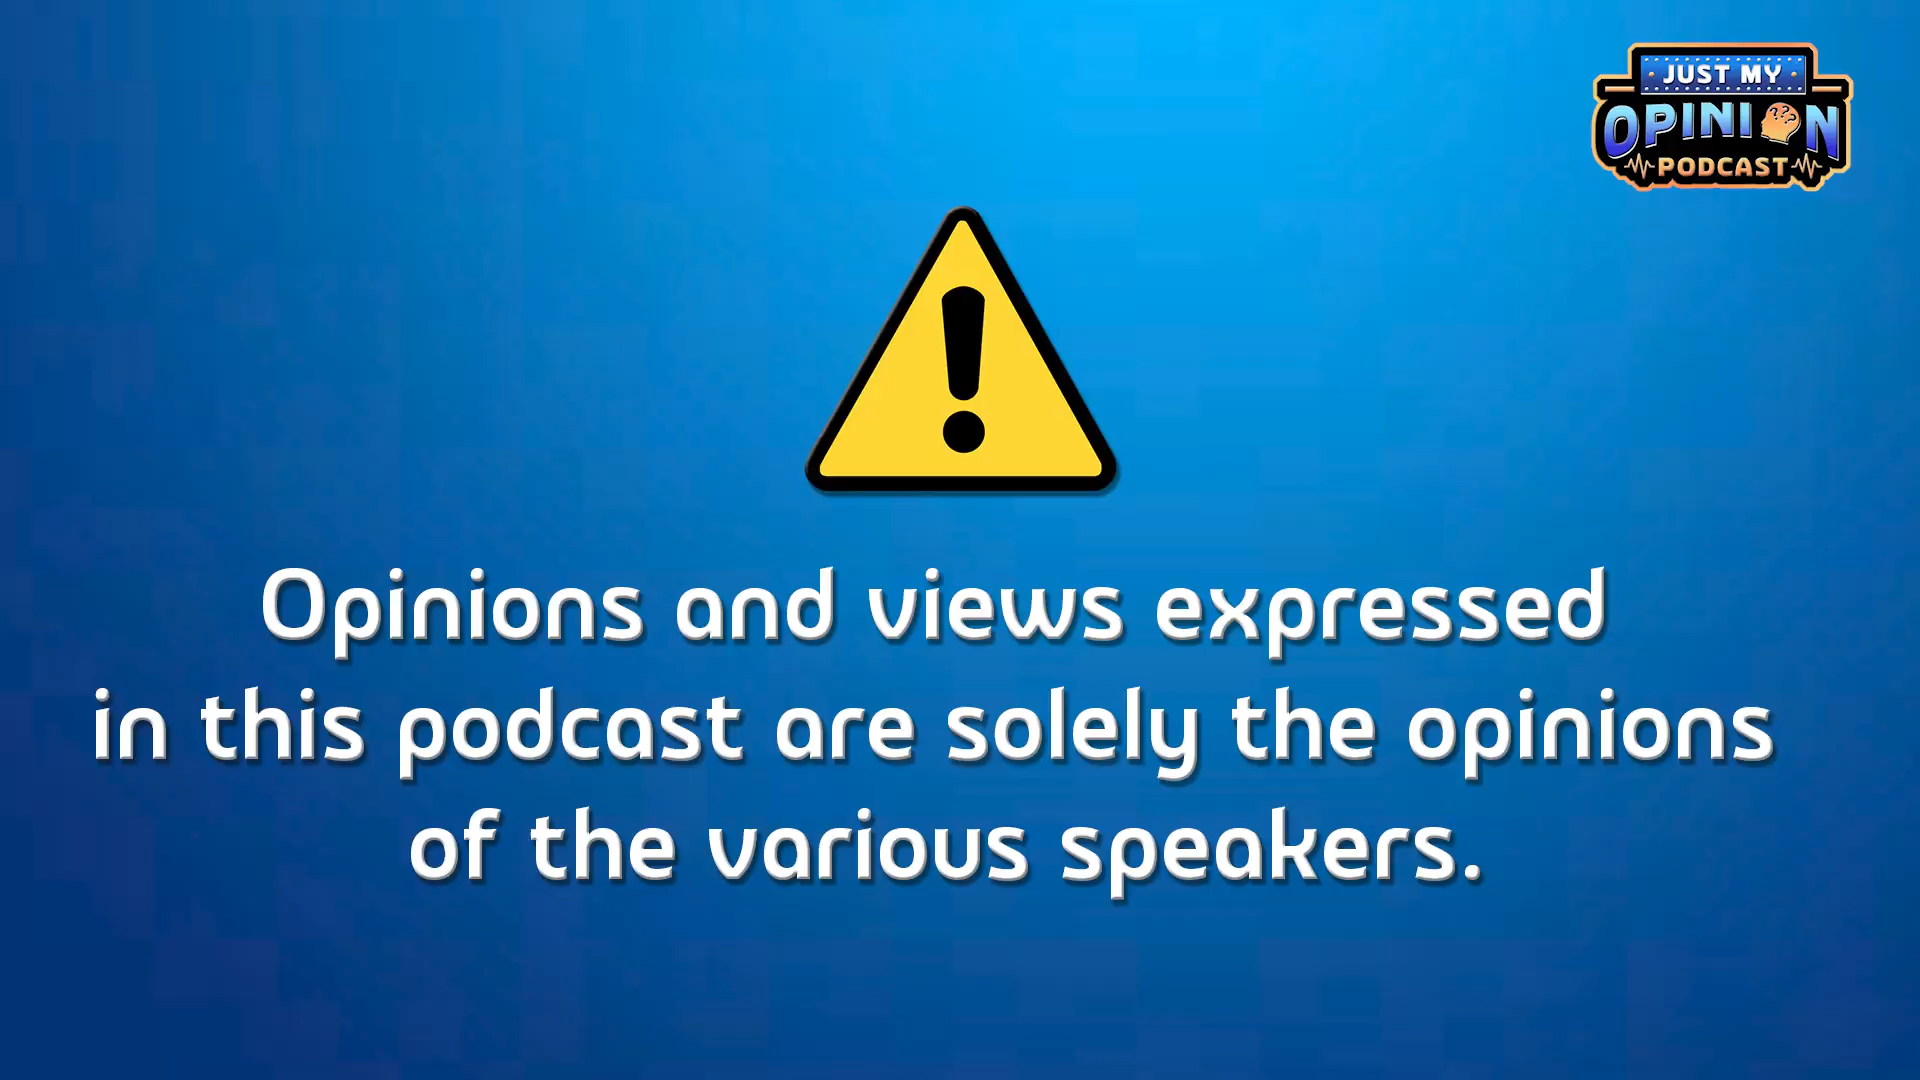 JUST MY
OPINION
PODCAST
Opinions and views expressed
in this podcast are solely the opinions
of the various speakers.